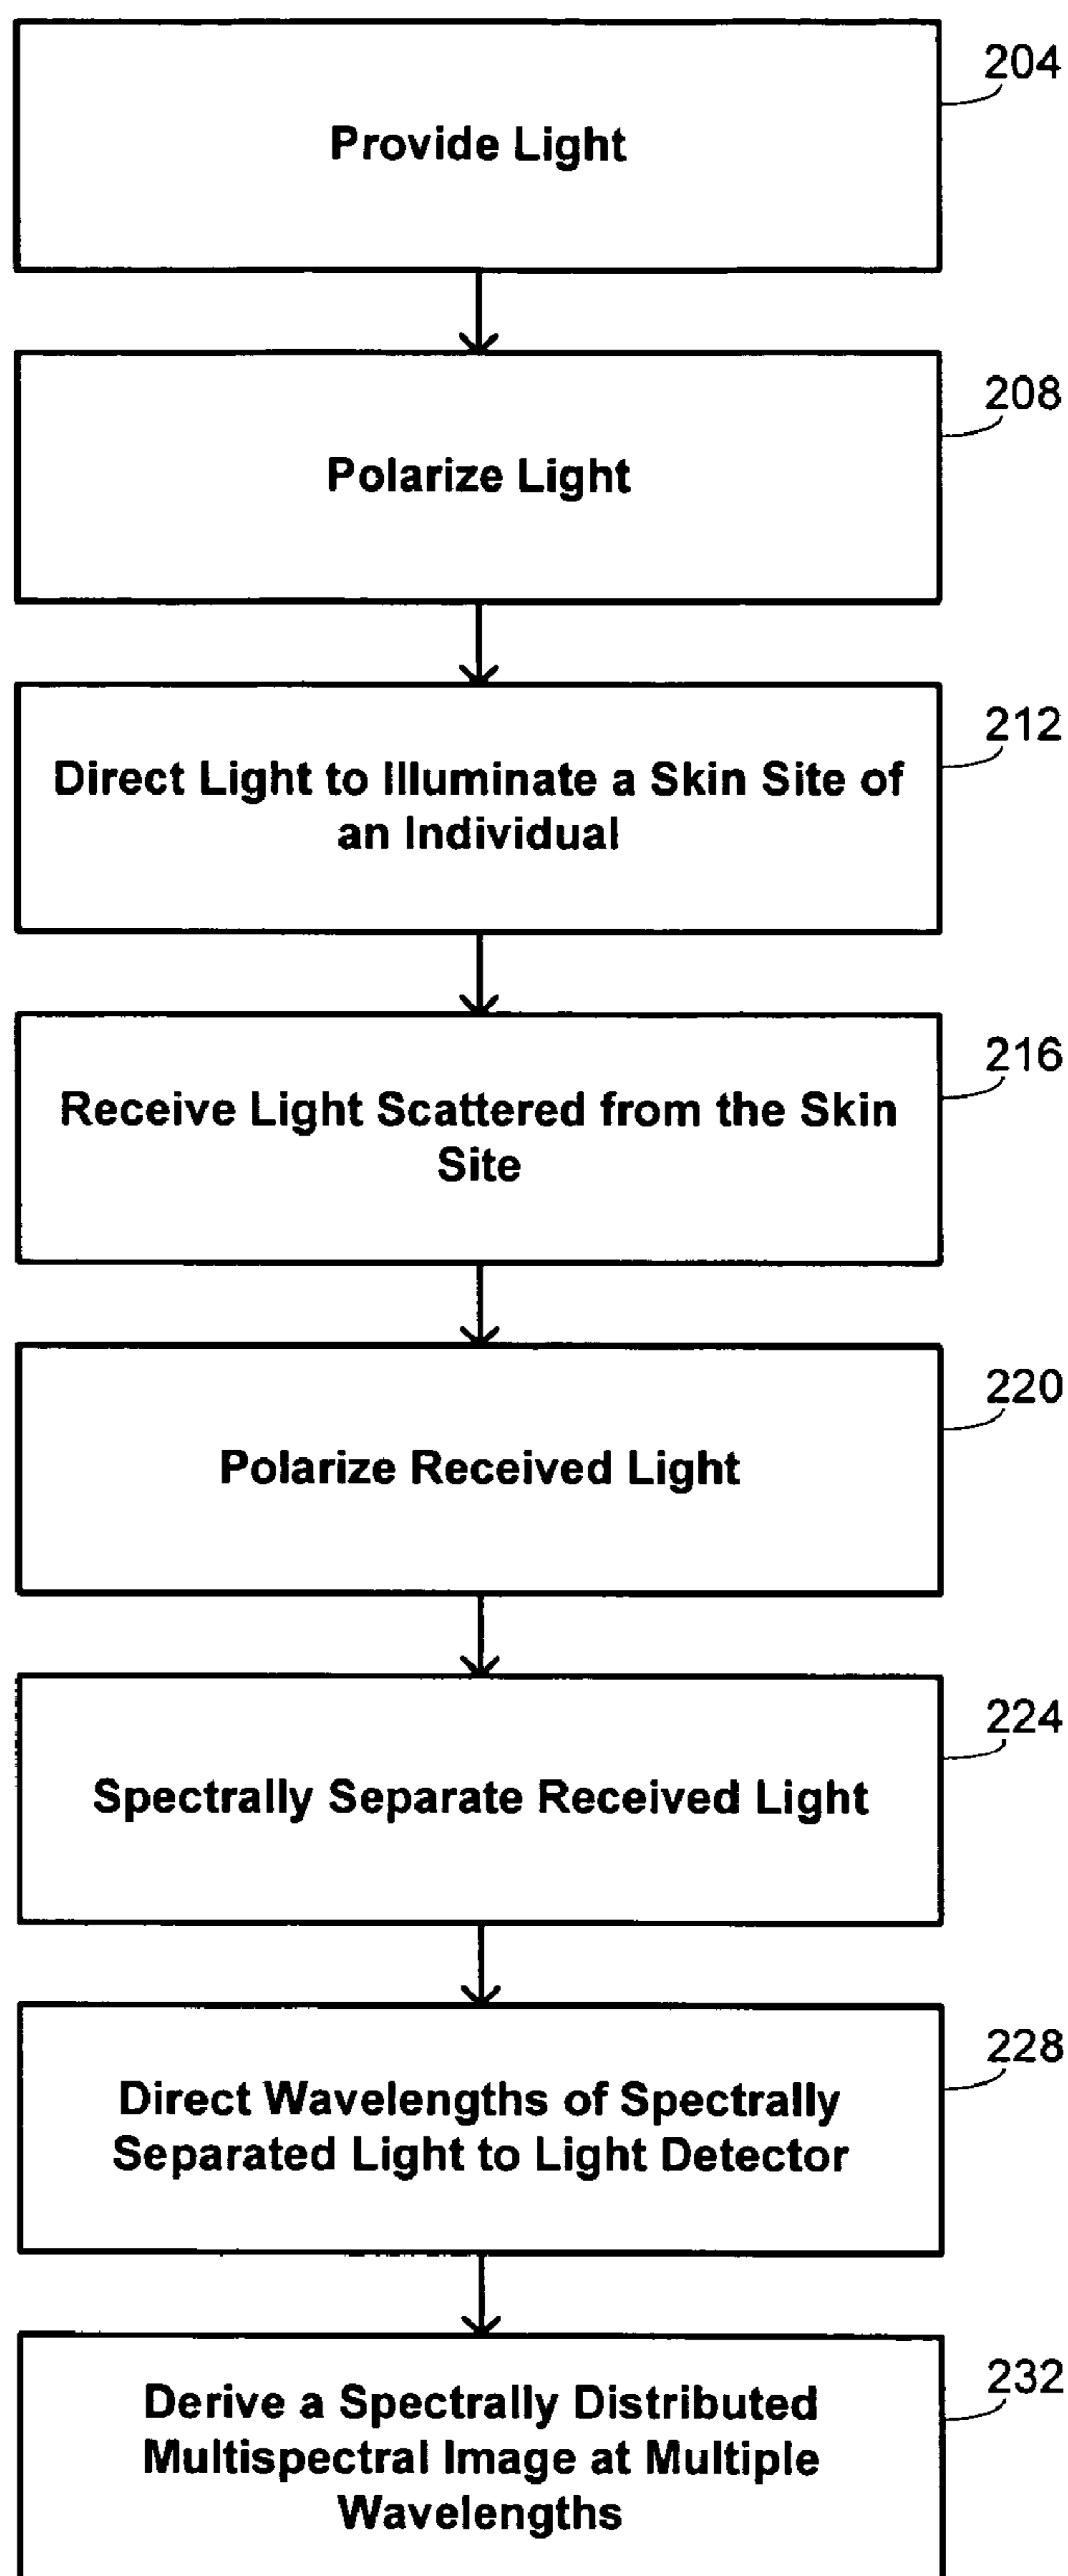 204
Provide Light
208
Polarize Light
212
Direct Light to Illuminate a Skin Site of
an Individual
216
Receive Light Scattered from the Skin
Site
220
Polarize Received Light
224
Spectrally Separate Received Light
228
Direct Wavelengths of Spectrally
Separated Light to Light Detector
232
Derive a Spectrally Distributed
Multispectral Image at Multiple
Wavelengths